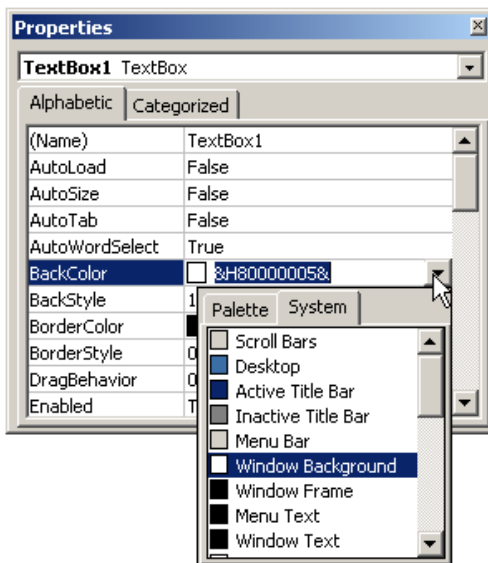 Properties
TextBox1 TextBox
Alphabetic Categorized
(Name) TextBox1
AutoLoad False
AutoSize False
AutoTab False
AutoWordSelect True
BackColor &H80000005&
BackStyle 1
BorderColor
BorderStyle 0
DragBehavior 0
Enabled T
Palette System
Scroll Bars
Desktop
Active Title Bar
Inactive Title Bar
Menu Bar
Window Background
Window Frame
Menu Text
Window Text